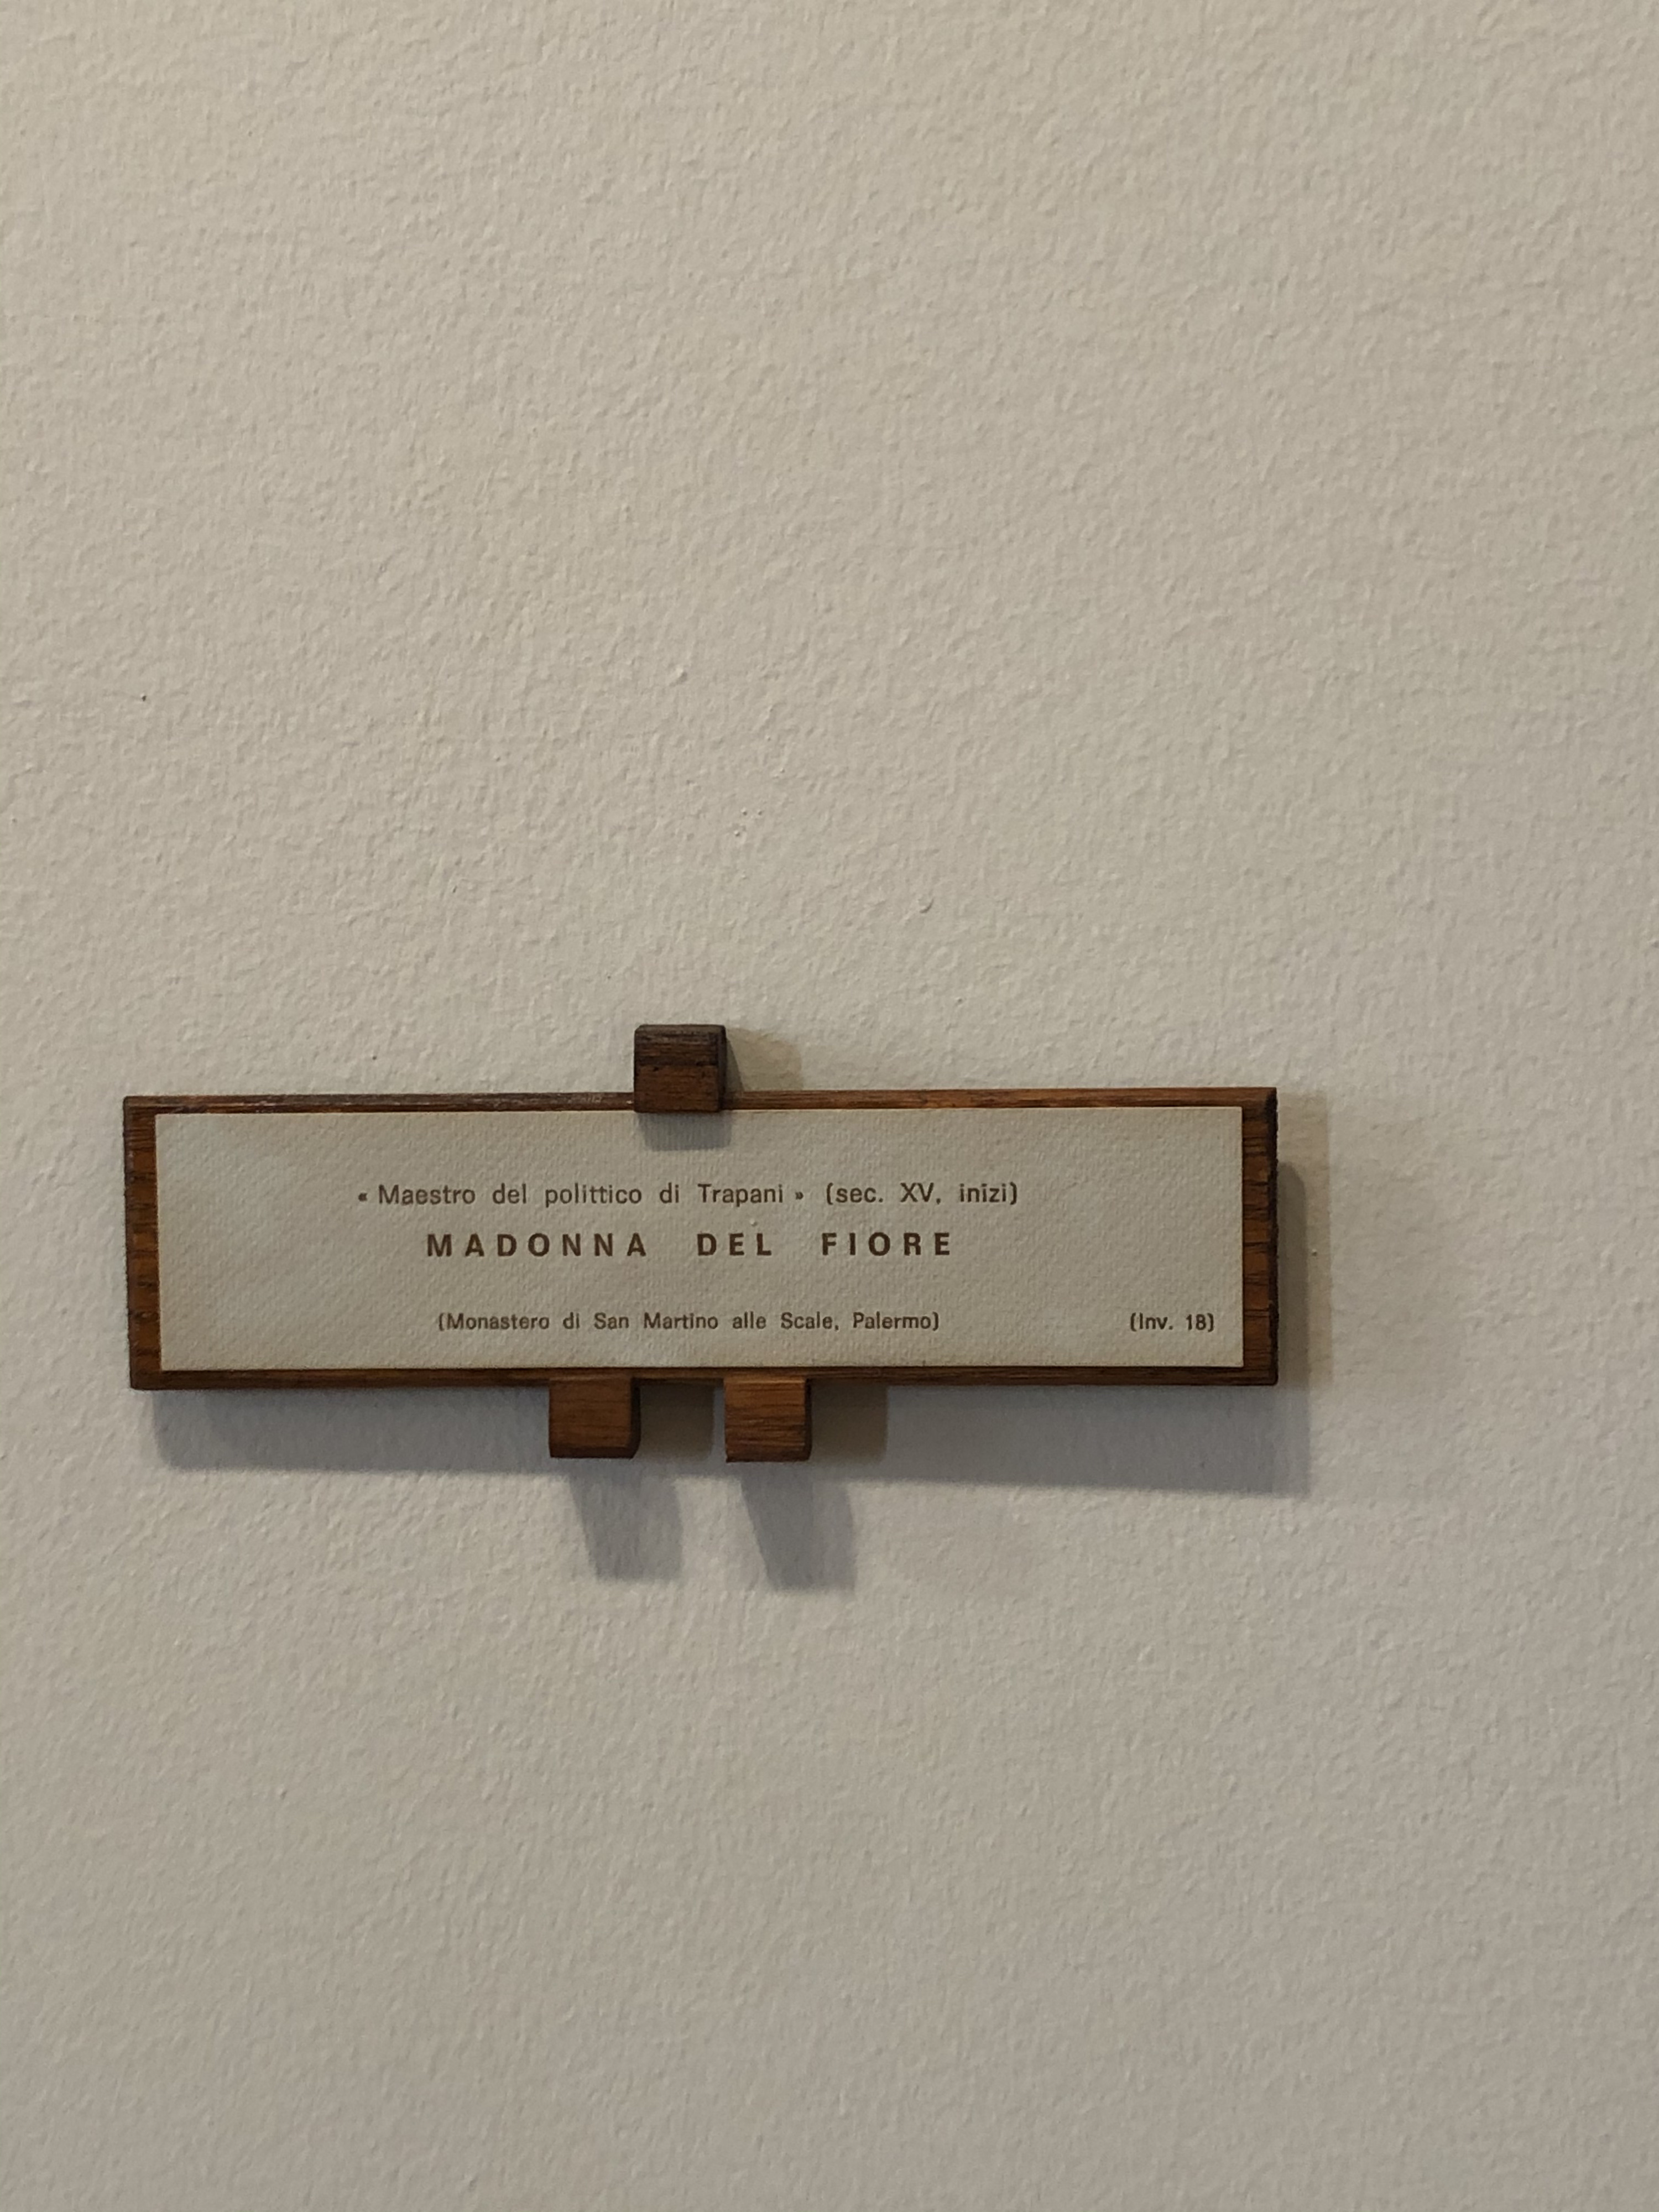 « Maestro del polittico di Trapani » (sec. XV, inizi)
MADONNA DEL FIORE
(Monastero di San Martino alle Scale, Palermo) (Inv. 18)